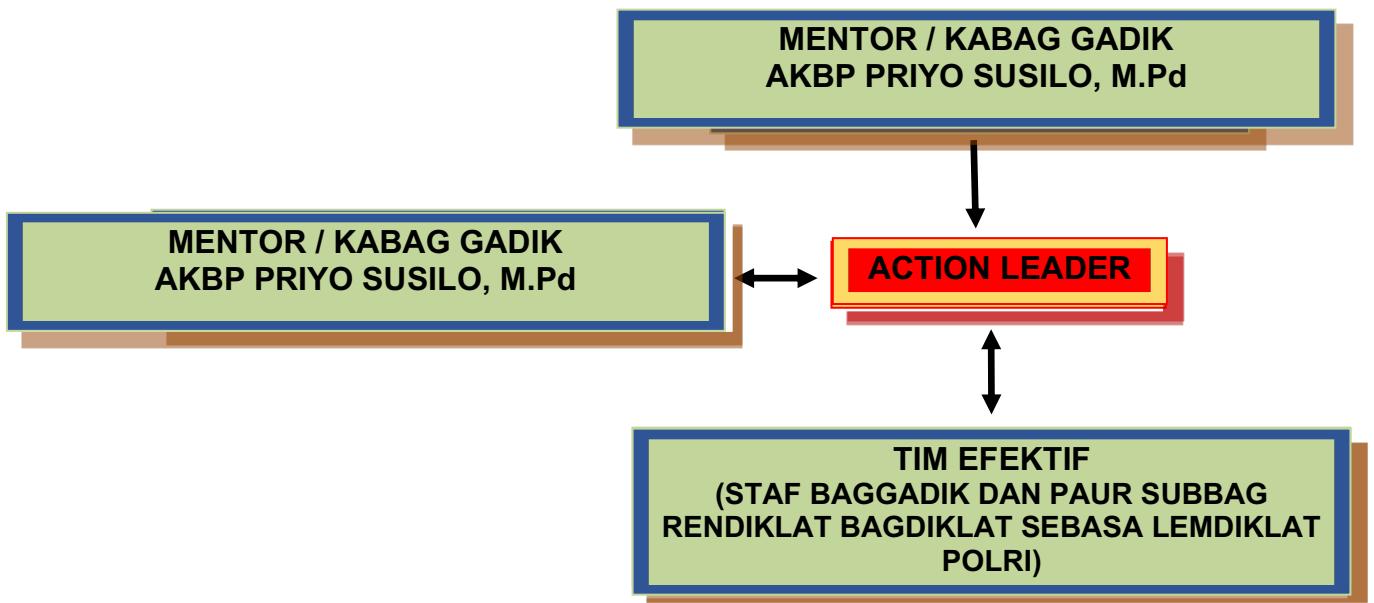 MENTOR / KABAG GADIK
AKBP PRIYO SUSILO, M.Pd
MENTOR / KABAG GADIK
AKBP PRIYO SUSILO, M.Pd
ACTION LEADER
TIM EFEKTIF
(STAF BAGGADIK DAN PAUR SUBBAG
RENDIKLAT BAGDIKLAT SEBASA LEMDIKLAT
POLRI)